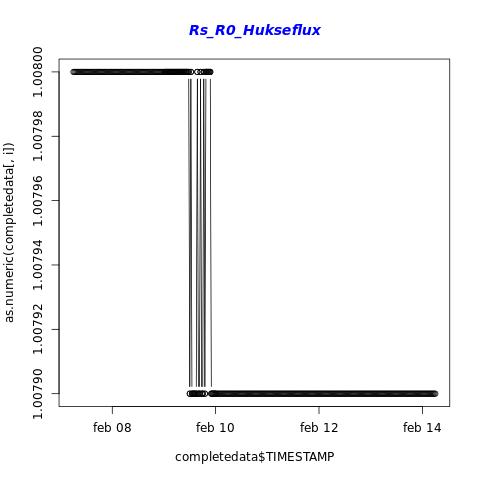 Rs_R0_Hukseflux
as.numeric(completedata[, i])
1.00800
1.00798
1.00796
1.00794
1.00792
1.00790
feb 08
feb 10
feb 12
feb 14
completedata$TIMESTAMP